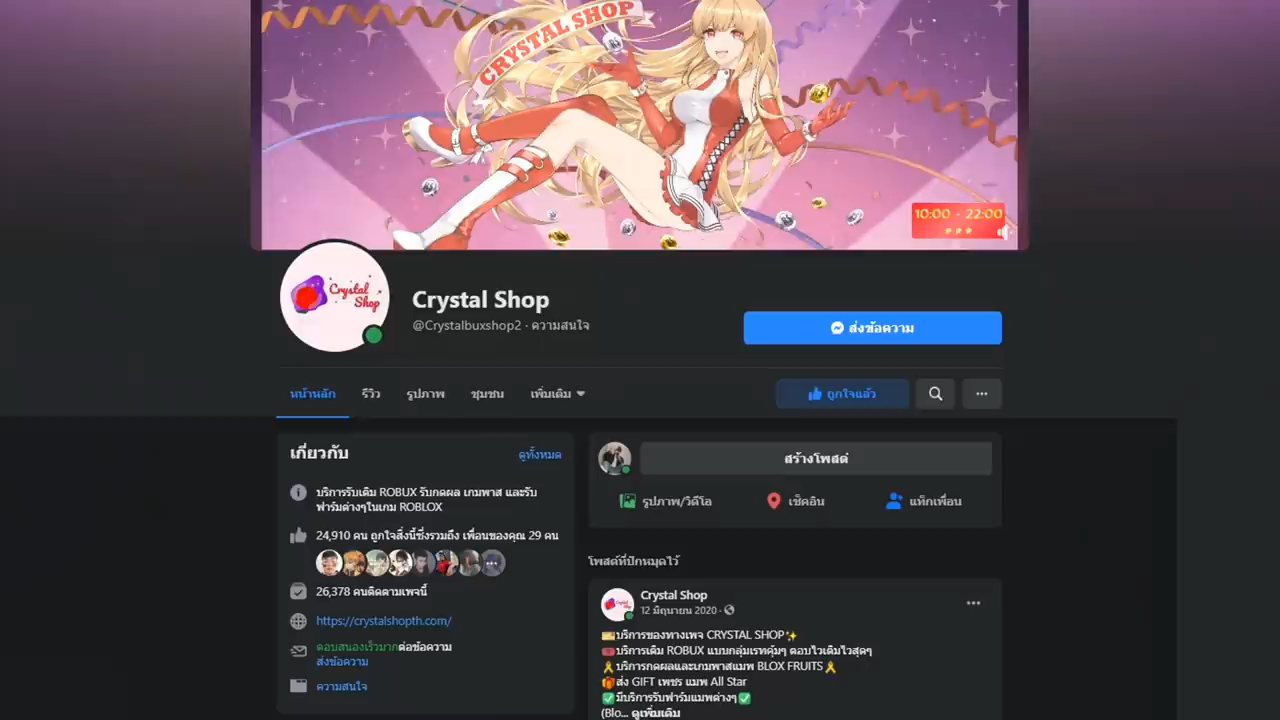 CRYSTAL SHOP
10:00 - 22:00
Crystal Shop
Crystal Shop
@Crystalbuxshop2 · ความสนใจ
ส่งข้อความ
หน้าหลัก รีวิว รูปภาพ ชุมชน เพิ่มเติม
ถูกใจแล้ว
เกี่ยวกับ ดูทั้งหมด
บริการรับเติม ROBUX รับกดผล เกมพาส และรับ
ฟาร์มต่างๆในเกม ROBLOX
24,910 คน ถูกใจสิ่งนี้ซึ่งรวมถึง เพื่อนของคุณ 29 คน
26,378 คนติดตามเพจนี้
https://crystalshopth.com/
ตอบสนองเร็วมากต่อข้อความ
ส่งข้อความ
ความสนใจ
สร้างโพสต์
รูปภาพ/วิดีโอ เช็คอิน แท็กเพื่อน
โพสต์ที่ปักหมุดไว้
Crystal Shop
12 มิถุนายน 2020 ·
🎫บริการของทางเพจ CRYSTAL SHOP✨
🎟️บริการเติม ROBUX แบบกลุ่มเรทคุ้มๆ ตอบไวเติมไวสุดๆ
🎗️บริการกดผลและเกมพาสแมพ BLOX FRUITS🎗️
🎁ส่ง GIFT เพชร แมพ All Star
✅มีบริการรับฟาร์มแมพต่างๆ✅
(Blo... ดูเพิ่มเติม